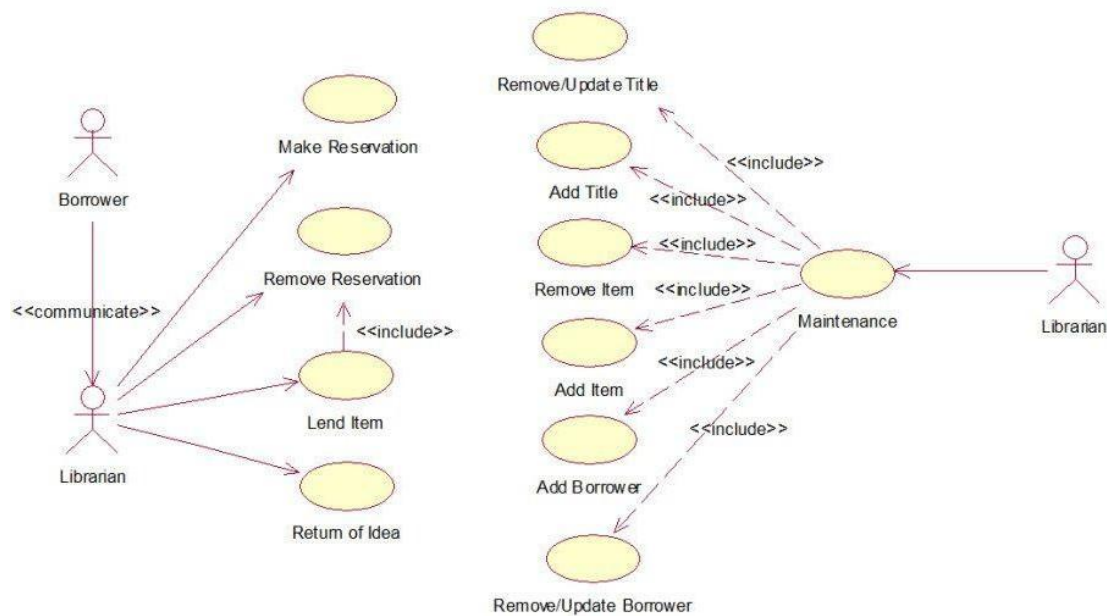 Borrower
<<communicate>>
Librarian
Make Reservation
Remove Reservation
<<include>>
Lend Item
Return of Idea
Remove/Update Title
<<include>>
Add Title
<<include>>
<<include>>
Remove Item
<<include>>
Add Item
<<include>>
Add Borrower
<<include>>
Remove/Update Borrower
Maintenance
Librarian